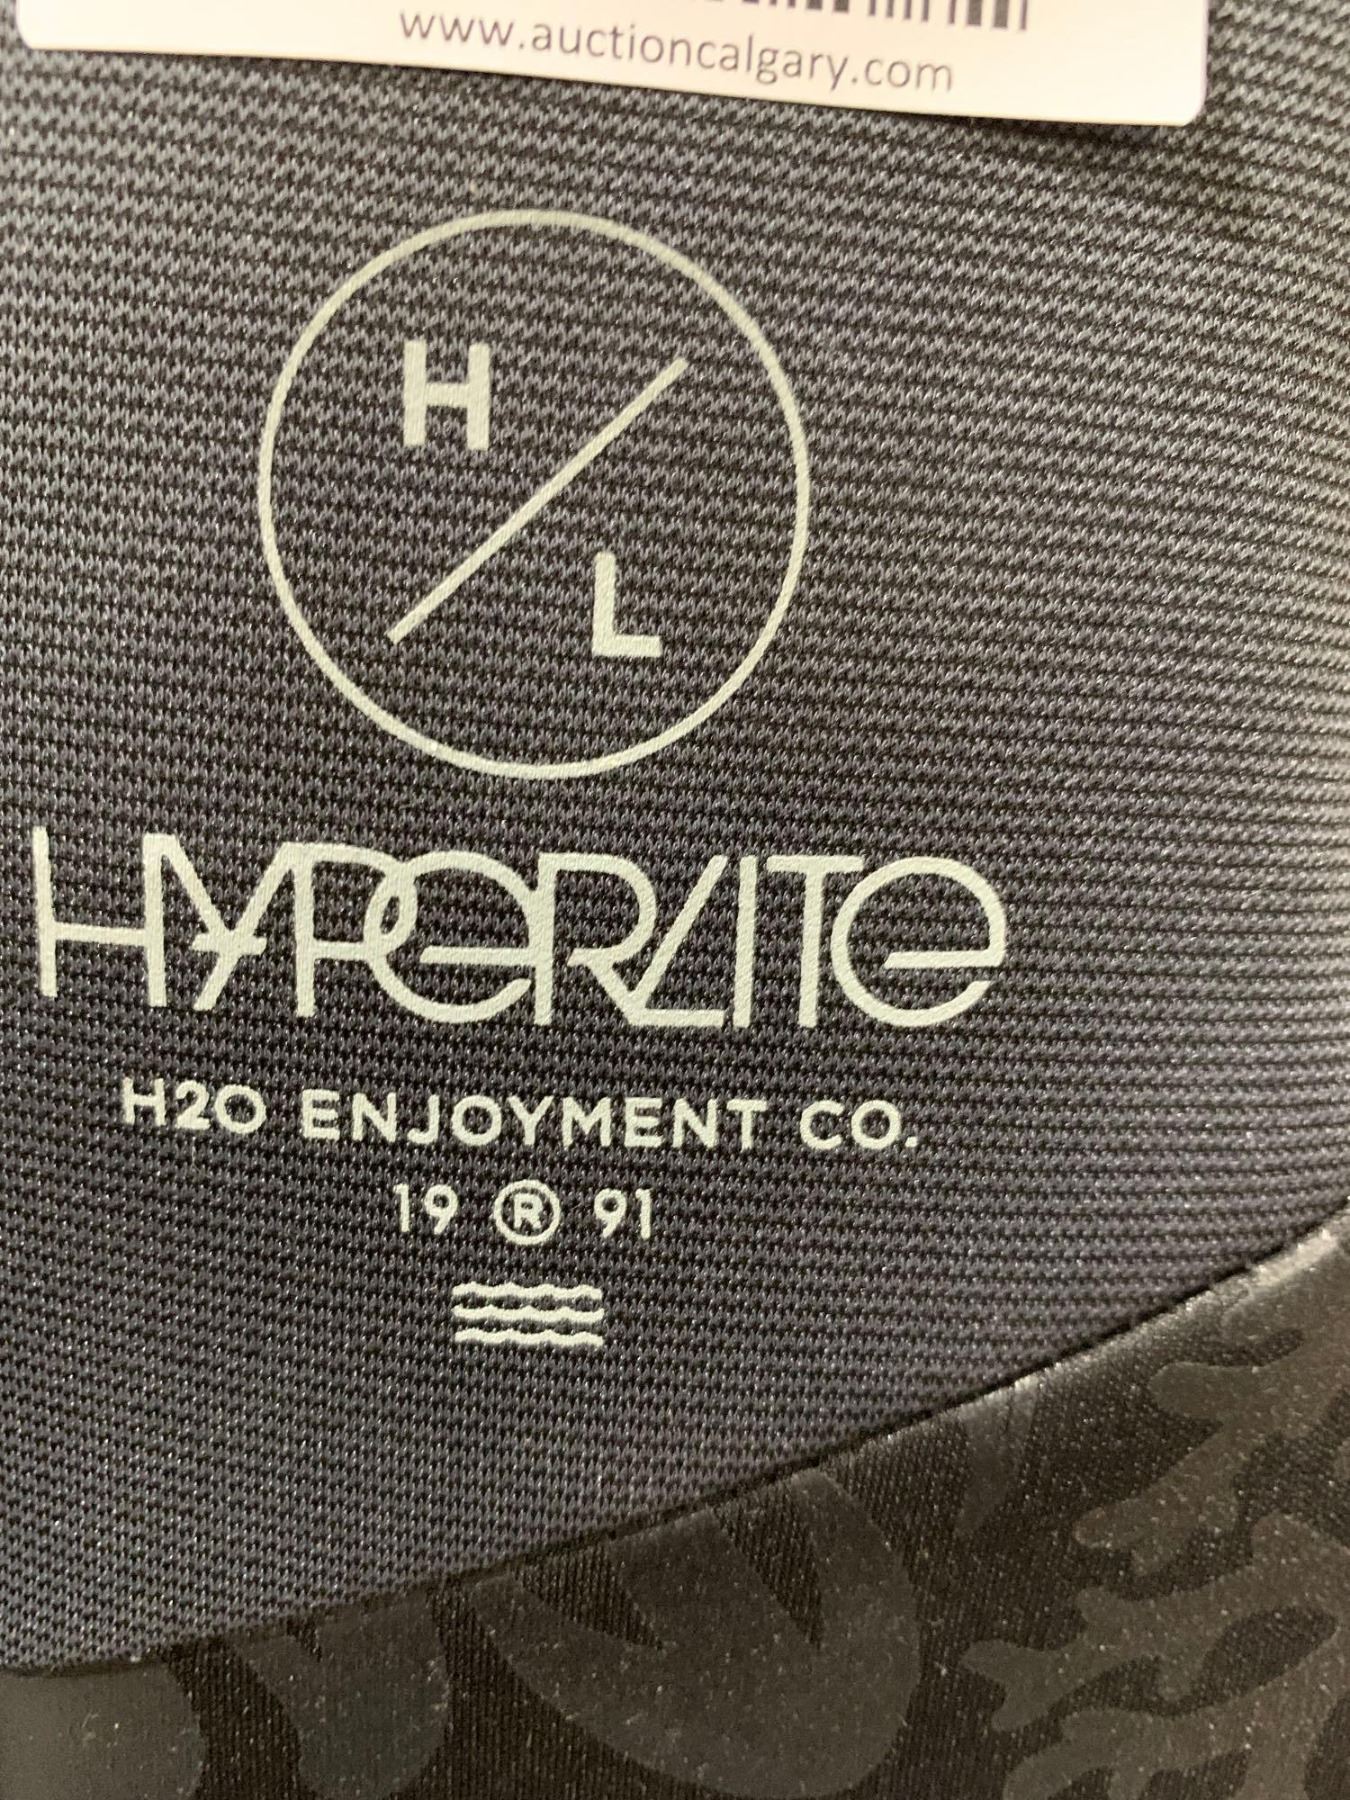 www.auctioncalgary.com
H
L
HYPERLITE
H2O ENJOYMENT CO.
19 ® 91